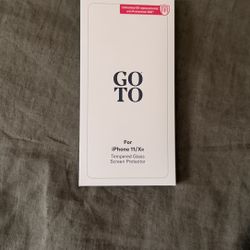 GO
TO
For
iPhone 11/Xr
Tempered Glass
Screen Protector